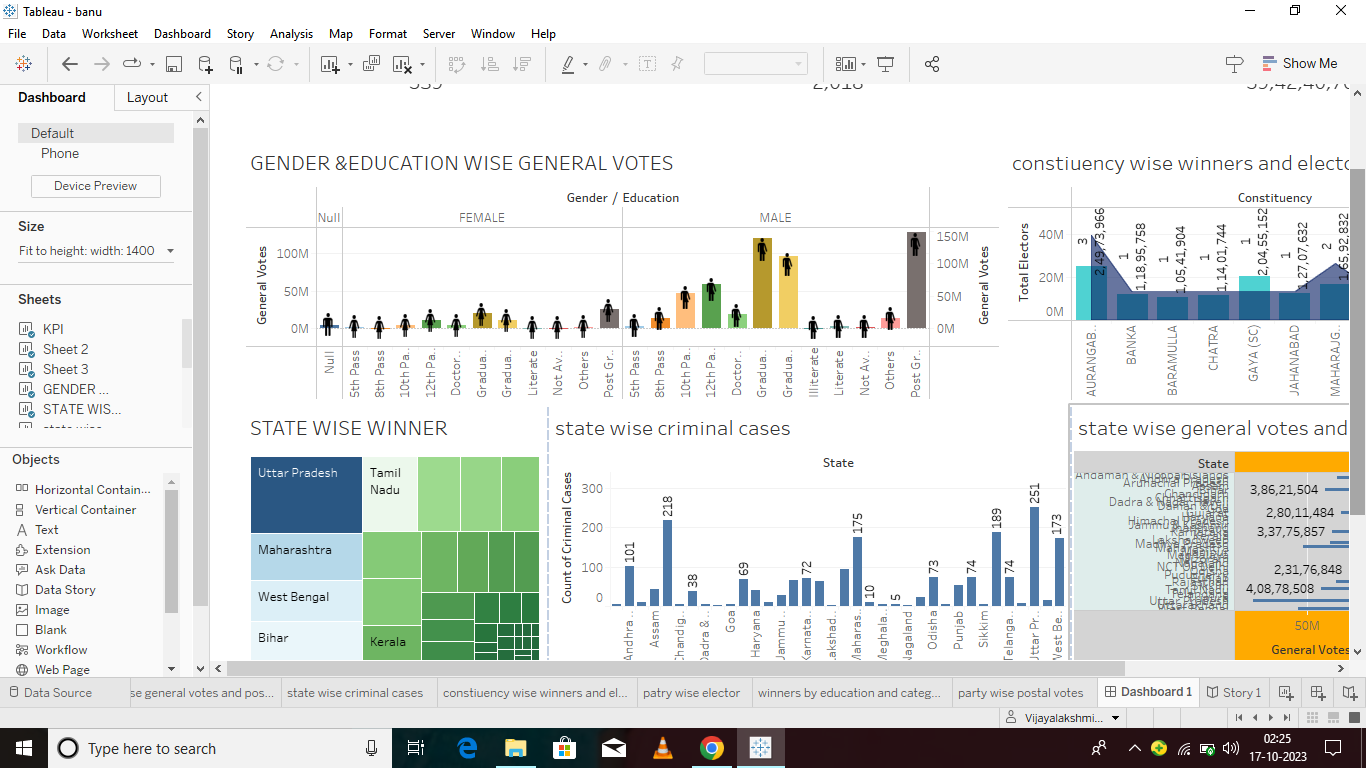 Tableau - banu
File Data Worksheet Dashboard Story Analysis Map Format Server Window Help
Show Me
Dashboard Layout
Default
Phone
Device Preview
Size
Fit to height: width: 1400
Sheets
KPI
Sheet 2
Sheet 3
GENDER ...
STATE WIS...
Objects
Horizontal Contain...
Vertical Container
Text
Extension
Ask Data
Data Story
Image
Blank
Workflow
Web Page
GENDER &EDUCATION WISE GENERAL VOTES
Gender / Education
Null FEMALE MALE
General Votes
100M
50M
0M
150M
100M
50M
0M
General Votes
Null
5th Pass
8th Pass
10th Pa..
12th Pa..
Doctor..
Gradua..
Gradua..
Literate
Not Av..
Others
Post Gr..
5th Pass
8th Pass
10th Pa..
12th Pa..
Doctor..
Gradua..
Gradua..
Illiterate
Literate
Not Av..
Others
Post Gr..
constiuency wise winners and electo
Constituency
Total Electors
40M
20M
0M
3
1
1,18,95,758
1
1,05,41,904
1
1,14,01,744
1
2,04,55,152
1
1,27,07,632
2
AURANGAB..
BANKA
BARAMULLA
CHATRA
GAYA (SC)
JAHANABAD
MAHARAJG..
STATE WISE WINNER
Uttar Pradesh
Tamil
Nadu
Maharashtra
West Bengal
Bihar
Kerala
state wise criminal cases
State
Count of Criminal Cases
300
200
100
0
101
218
38
69
72
175
10
5
73
74
189
74
251
173
Andhra..
Assam
Chandig..
Dadra & ..
Goa
Haryana
Jammu..
Karnata..
Lakshad..
Maharas..
Meghala..
Nagaland
Odisha
Punjab
Sikkim
Telanga..
Uttar Pr..
West Be..
state wise general votes and
State
3,86,21,504
2,80,11,484
3,37,75,857
2,31,76,848
4,08,78,508
50M
General Votes
Data Source
se general votes and pos...
state wise criminal cases
constiuency wise winners and el...
patry wise elector
winners by education and categ...
party wise postal votes
Dashboard 1
Story 1
Vijayalakshmi...
Type here to search
02:25
17-10-2023